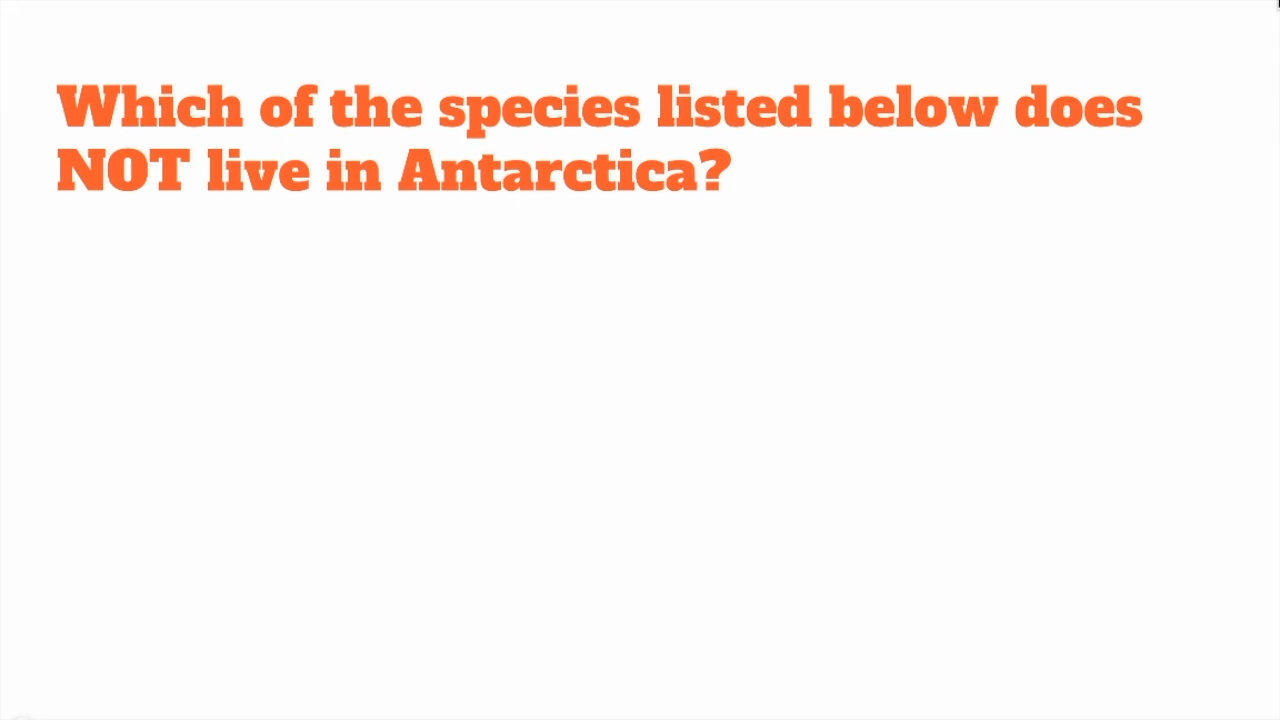 Which of the species listed below does
NOT live in Antarctica?